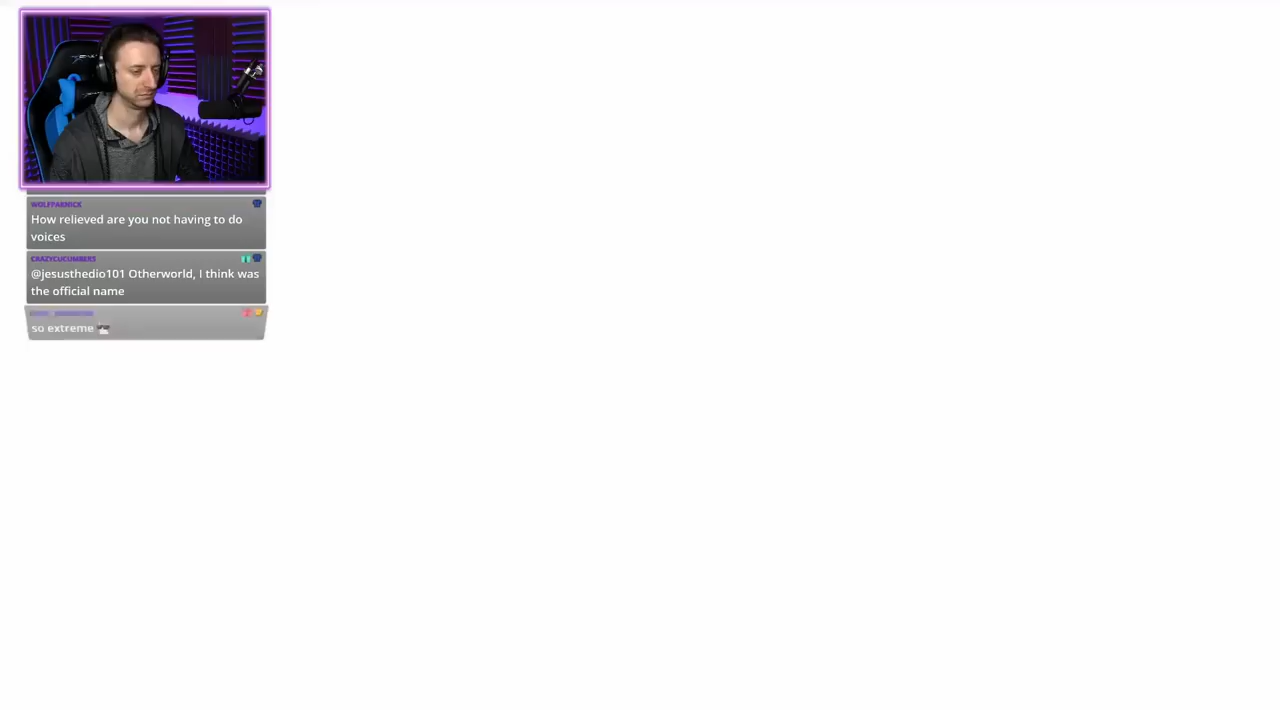 WOLFPAKNICK
How relieved are you not having to do
voices
CRAZYCUCUMBERS
@jesusthedio101 Otherworld, I think was
the official name
so extreme